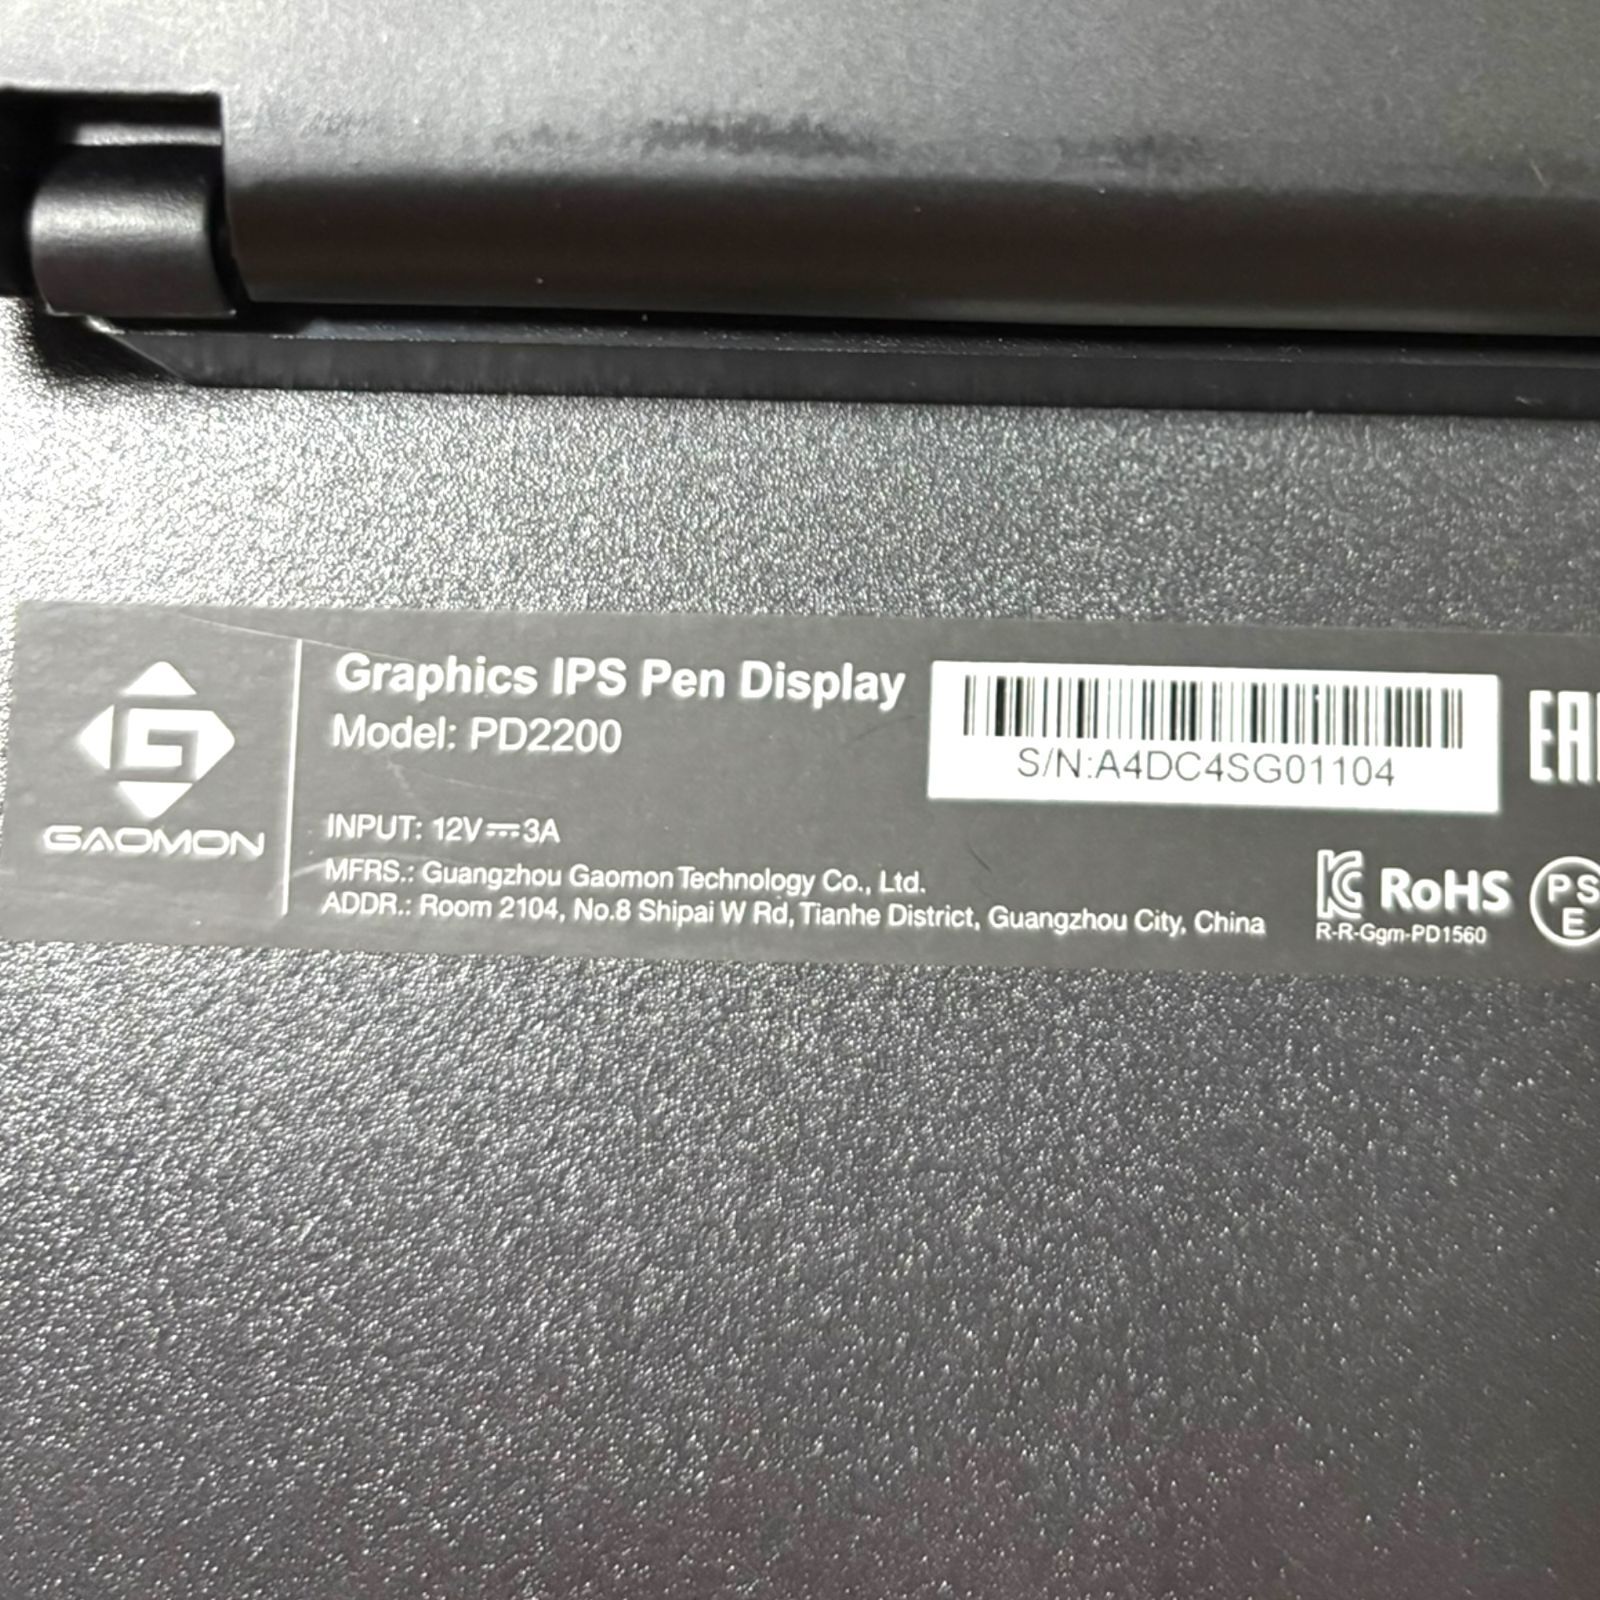 GAOMON
Graphics IPS Pen Display
Model: PD2200
INPUT: 12V⎓3A
MFRS.: Guangzhou Gaomon Technology Co., Ltd.
ADDR.: Room 2104, No.8 Shipai W Rd, Tianhe District, Guangzhou City, China
S/N:A4DC4SG01104
EAC
RoHS
R-R-Ggm-PD1560
PS
E